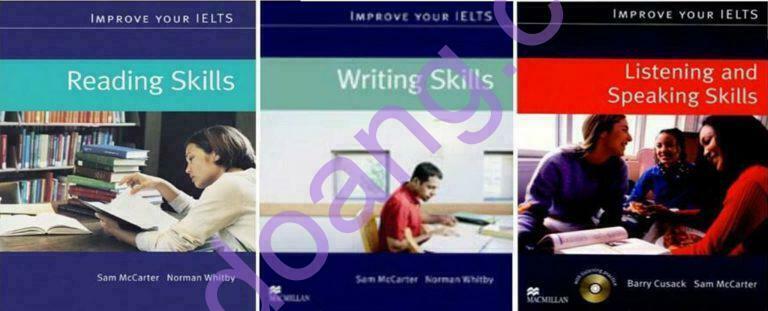 IMPROVE YOUR IELTS
Reading Skills
Sam McCarter Norman Whitby
IMPROVE YOUR IELTS
Writing Skills
Sam McCarter Norman Whitby
MACMILLAN
IMPROVE YOUR IELTS
Listening and
Speaking Skills
Barry Cusack Sam McCarter
MACMILLAN
doang.c